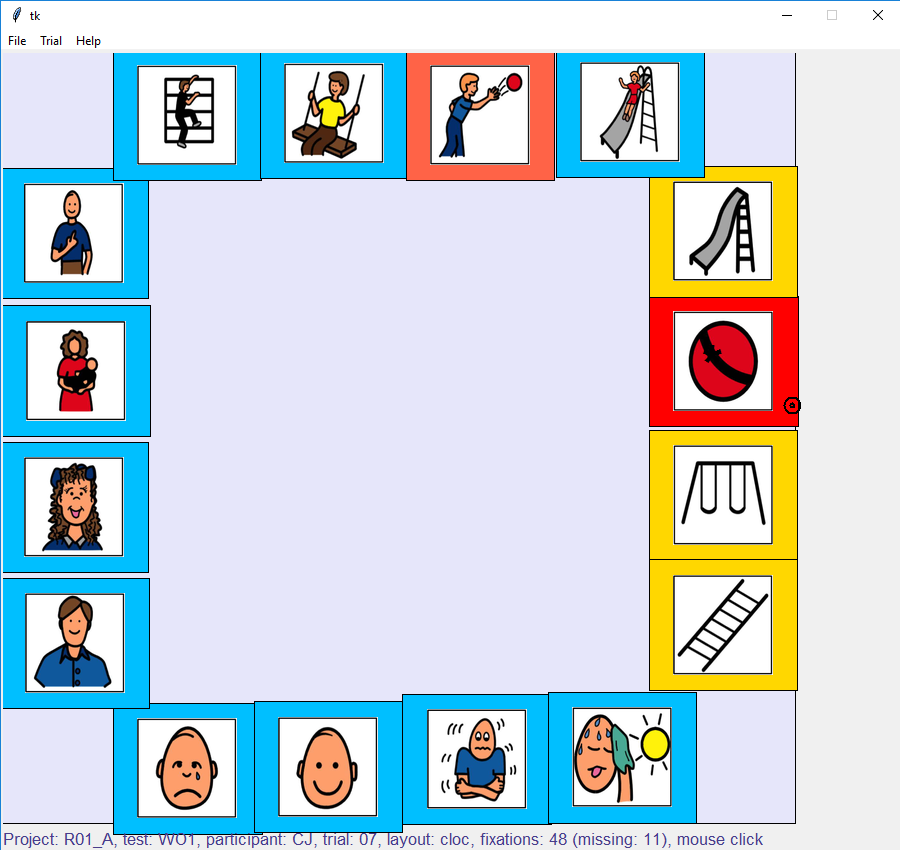 tk
File Trial Help
Project: R01_A, test: WO1, participant: CJ, trial: 07, layout: cloc, fixations: 48 (missing: 11), mouse click